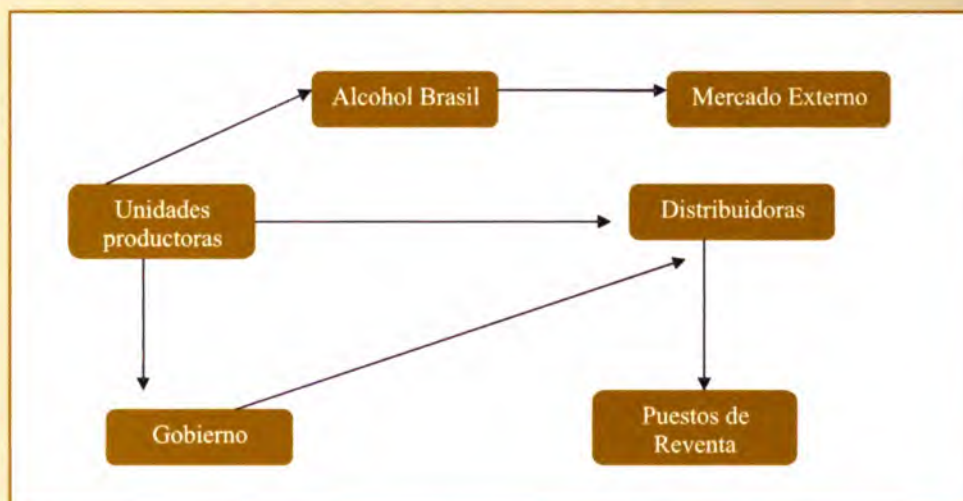 Alcohol Brasil
Mercado Externo
Unidades
productoras
Distribuidoras
Gobierno
Puestos de
Reventa